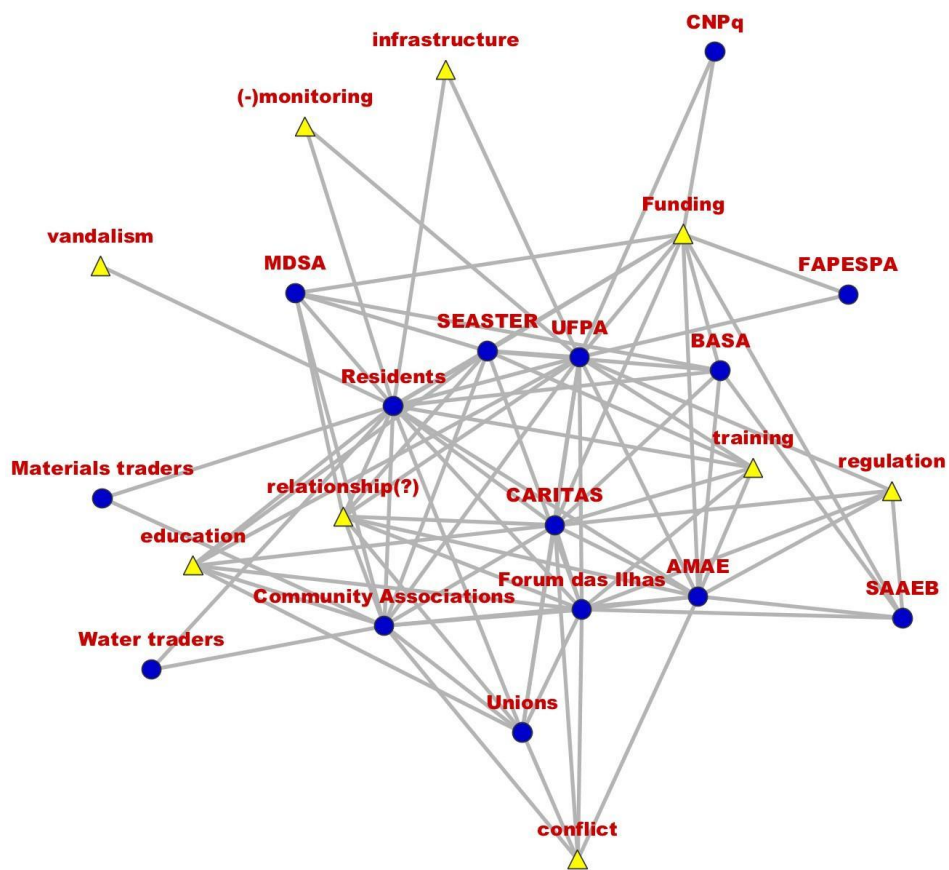 CNPq
infrastructure
(-)monitoring
Funding
vandalism
MDSA
FAPESPA
SEASTER
UFPA
BASA
Residents
training
regulation
Materials traders
relationship(?)
CARITAS
education
AMAE
Forum das Ilhas
SAAEB
Community Associations
Water traders
Unions
conflict